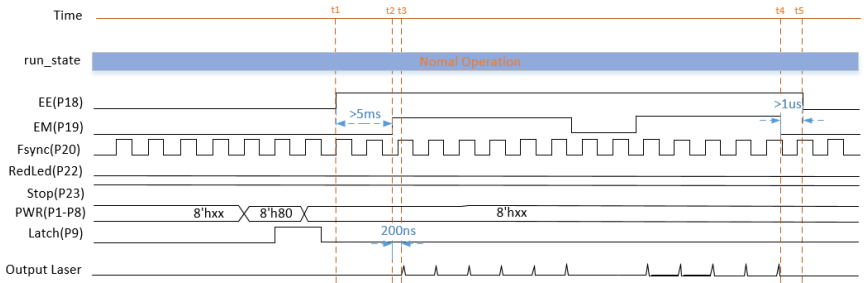 Time t1 t2 t3 t4 t5
run_state Nomal Operation
EE(P18) >1us
>5ms
EM(P19)
Fsync(P20)
RedLed(P22)
Stop(P23)
PWR(P1-P8) 8'hxx 8'h80 8'hxx
Latch(P9) 200ns
Output Laser